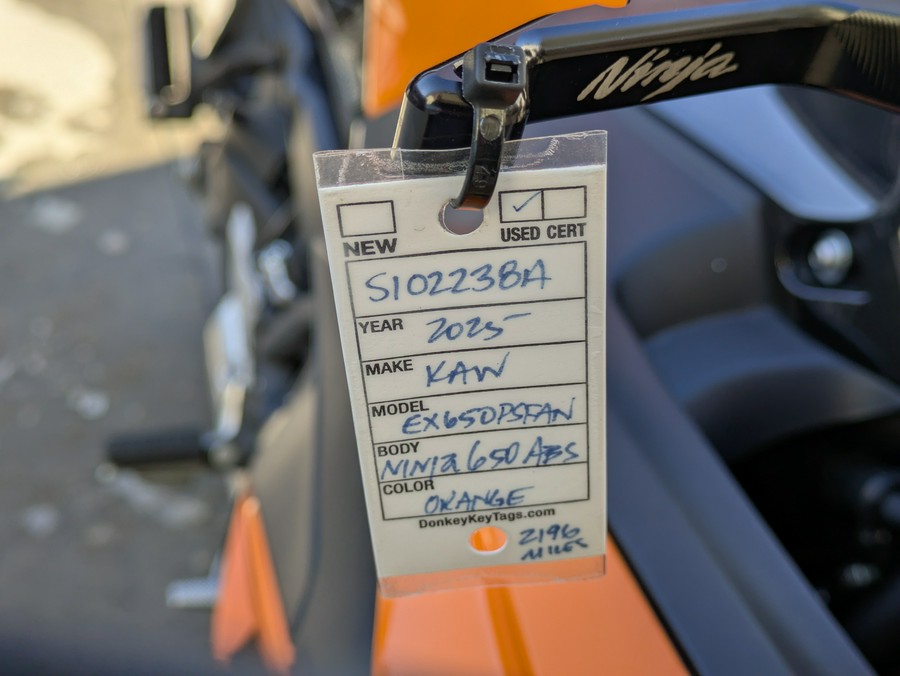 Ninja
NEW
USED CERT
S102238A
YEAR 2025
MAKE KAW
MODEL EX650PSFAN
BODY NINJA 650 ABS
COLOR ORANGE
DonkeyKeyTags.com
2196
MILES